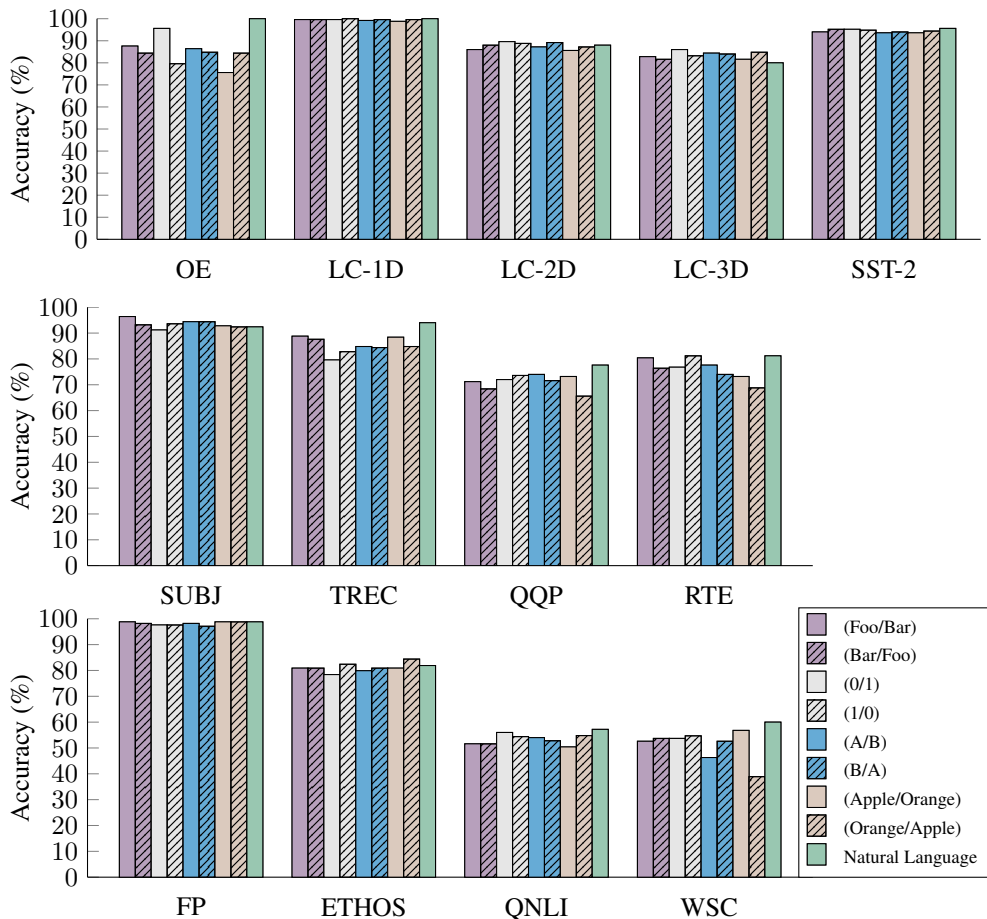 100
90
80
70
60
50
40
30
20
10
0
Accuracy (%)
OE LC-1D LC-2D LC-3D SST-2
100
90
80
70
60
50
40
30
20
10
0
Accuracy (%)
SUBJ TREC QQP RTE
100
90
80
70
60
50
40
30
20
10
0
Accuracy (%)
FP ETHOS QNLI WSC
(Foo/Bar)
(Bar/Foo)
(0/1)
(1/0)
(A/B)
(B/A)
(Apple/Orange)
(Orange/Apple)
Natural Language